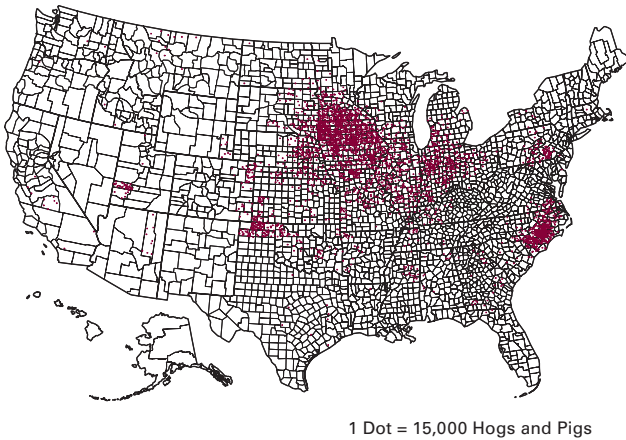 1 Dot = 15,000 Hogs and Pigs